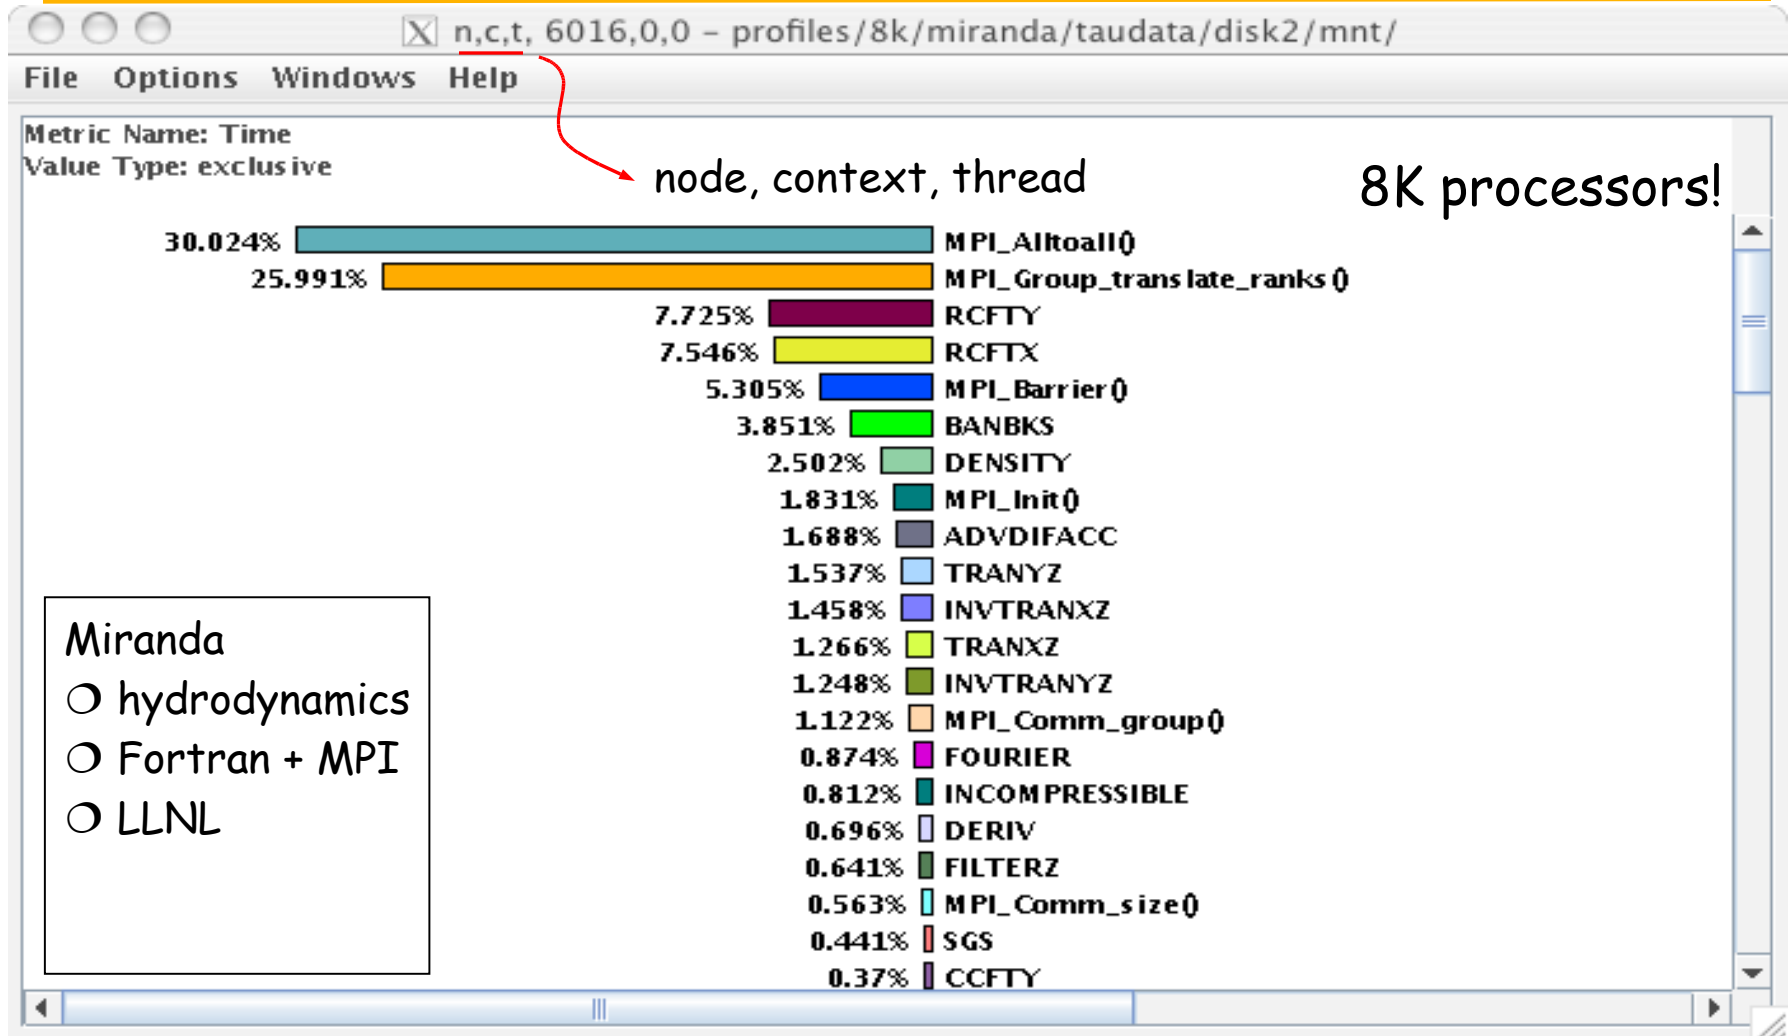 n,c,t, 6016,0,0 – profiles/8k/miranda/taudata/disk2/mnt/
File Options Windows Help
Metric Name: Time
Value Type: exclusive
node, context, thread
8K processors!
30.024% MPI_Alltoall()
25.991% MPI_Group_translate_ranks()
7.725% RCFTY
7.546% RCFTX
5.305% MPI_Barrier()
3.851% BANBKS
2.502% DENSITY
1.831% MPI_Init()
1.688% ADVDIFACC
1.537% TRANYZ
1.458% INVTRANXZ
1.266% TRANXZ
1.248% INVTRANYZ
1.122% MPI_Comm_group()
0.874% FOURIER
0.812% INCOMPRESSIBLE
0.696% DERIV
0.641% FILTERZ
0.563% MPI_Comm_size()
0.441% SGS
0.37% CCFTY
Miranda
❍ hydrodynamics
❍ Fortran + MPI
❍ LLNL